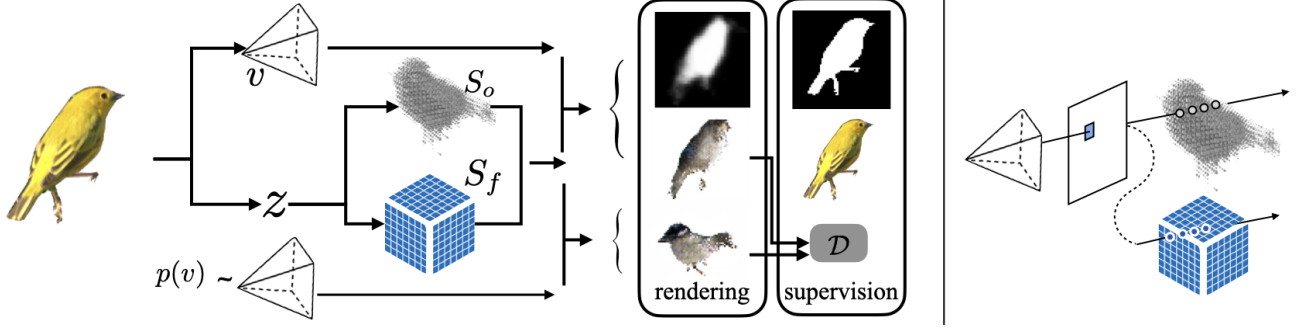 v
S_o
S_f
z
p(v) ~
D
rendering
supervision